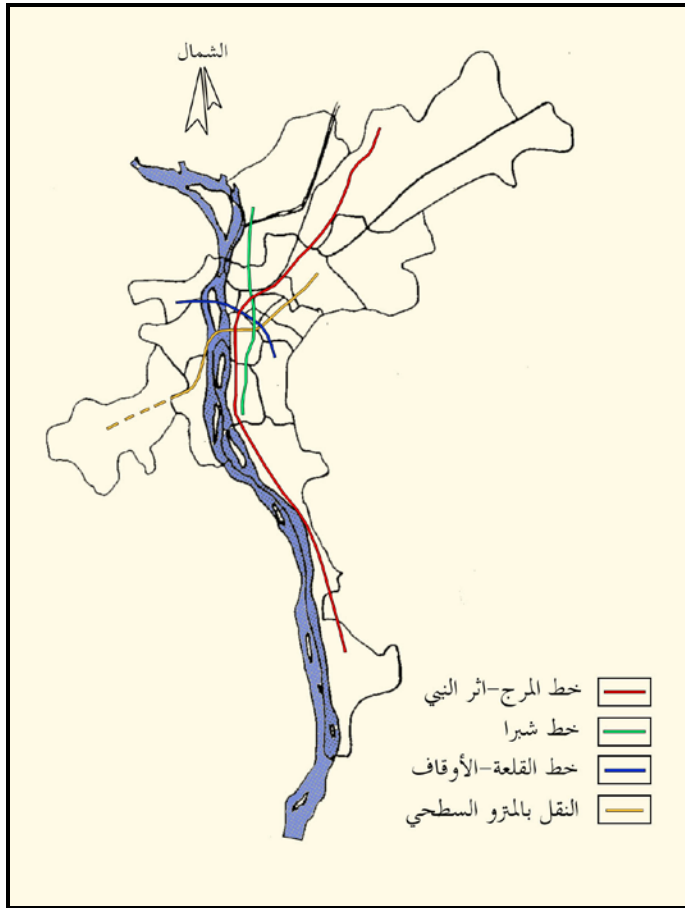 الشمال
خط المرج-اثر النبي
خط شبرا
خط القلعة-الأوقاف
النقل بالمترو السطحي